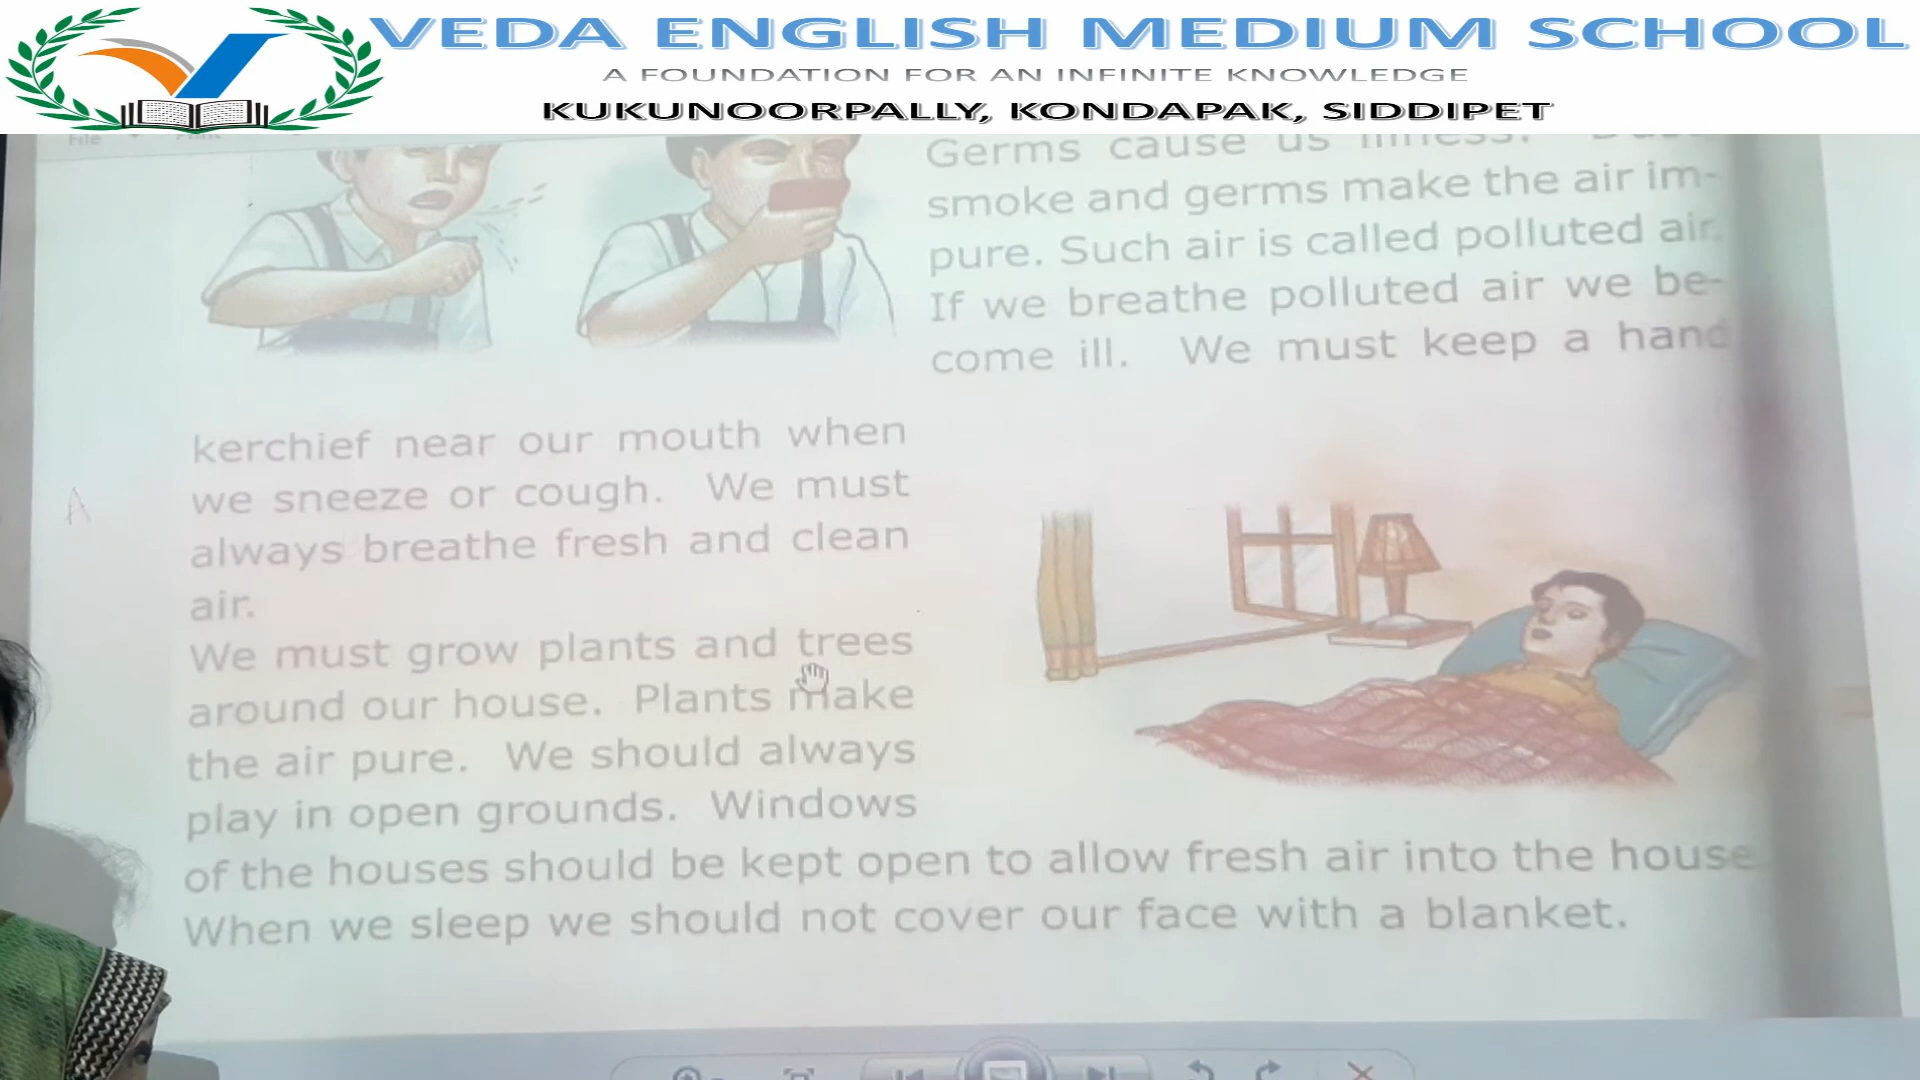 VEDA ENGLISH MEDIUM SCHOOL
A FOUNDATION FOR AN INFINITE KNOWLEDGE
KUKUNOORPALLY, KONDAPAK, SIDDIPET
File
Germs cause us illness.
smoke and germs make the air im-
pure. Such air is called polluted air.
If we breathe polluted air we be-
come ill. We must keep a hand
kerchief near our mouth when
we sneeze or cough. We must
always breathe fresh and clean
air.
We must grow plants and trees
around our house. Plants make
the air pure. We should always
play in open grounds. Windows
of the houses should be kept open to allow fresh air into the house
When we sleep we should not cover our face with a blanket.
A